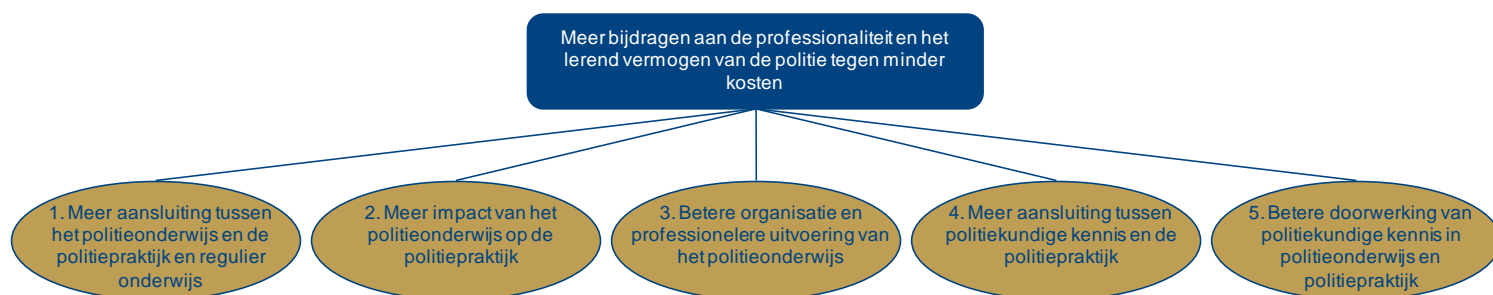 Meer bijdragen aan de professionaliteit en het
lerend vermogen van de politie tegen minder
kosten
1. Meer aansluiting tussen
het politieonderwijs en de
politiepraktijk en regulier
onderwijs
2. Meer impact van het
politieonderwijs op de
politiepraktijk
3. Betere organisatie en
professionelere uitvoering van
het politieonderwijs
4. Meer aansluiting tussen
politiekundige kennis en de
politiepraktijk
5. Betere doorwerking van
politiekundige kennis in
politieonderwijs en
politiepraktijk